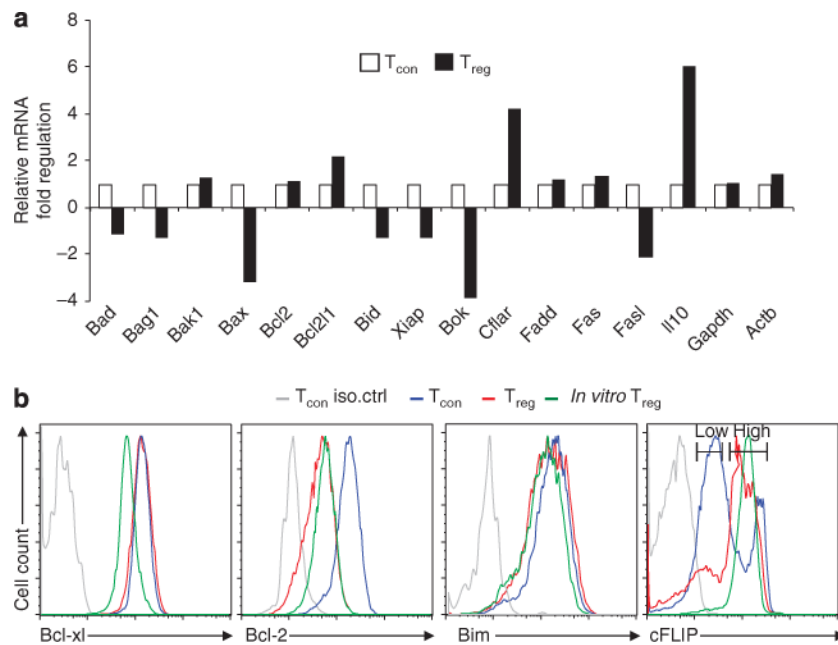 a
8
6
4
2
0
−2
−4
Relative mRNA
fold regulation
Tcon Treg
Bad Bag1 Bak1 Bax Bcl2 Bcl2l1 Bid Xiap Bok Cflar Fadd Fas Fasl Il10 Gapdh Actb
b
Tcon iso.ctrl Tcon Treg In vitro Treg
Low High
Cell count
Bcl-xl Bcl-2 Bim cFLIP